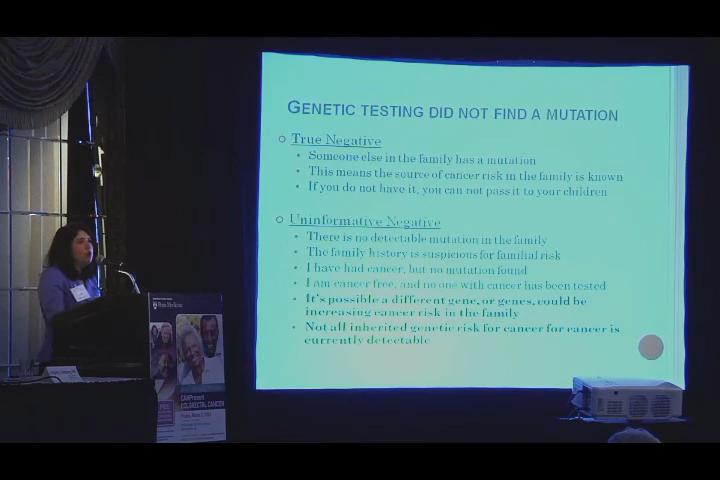 GENETIC TESTING DID NOT FIND A MUTATION
True Negative
Someone else in the family has a mutation
This means the source of cancer risk in the family is known
If you do not have it, you can not pass it to your children
Uninformative Negative
There is no detectable mutation in the family
The family history is suspicious for familial risk
I have had cancer, but no mutation found
I am cancer free, and no one with cancer has been tested
It's possible a different gene, or genes, could be
increasing cancer risk in the family
Not all inherited genetic risk for cancer for cancer is
currently detectable
Penn Medicine
CANPrevent
COLORECTAL CANCER